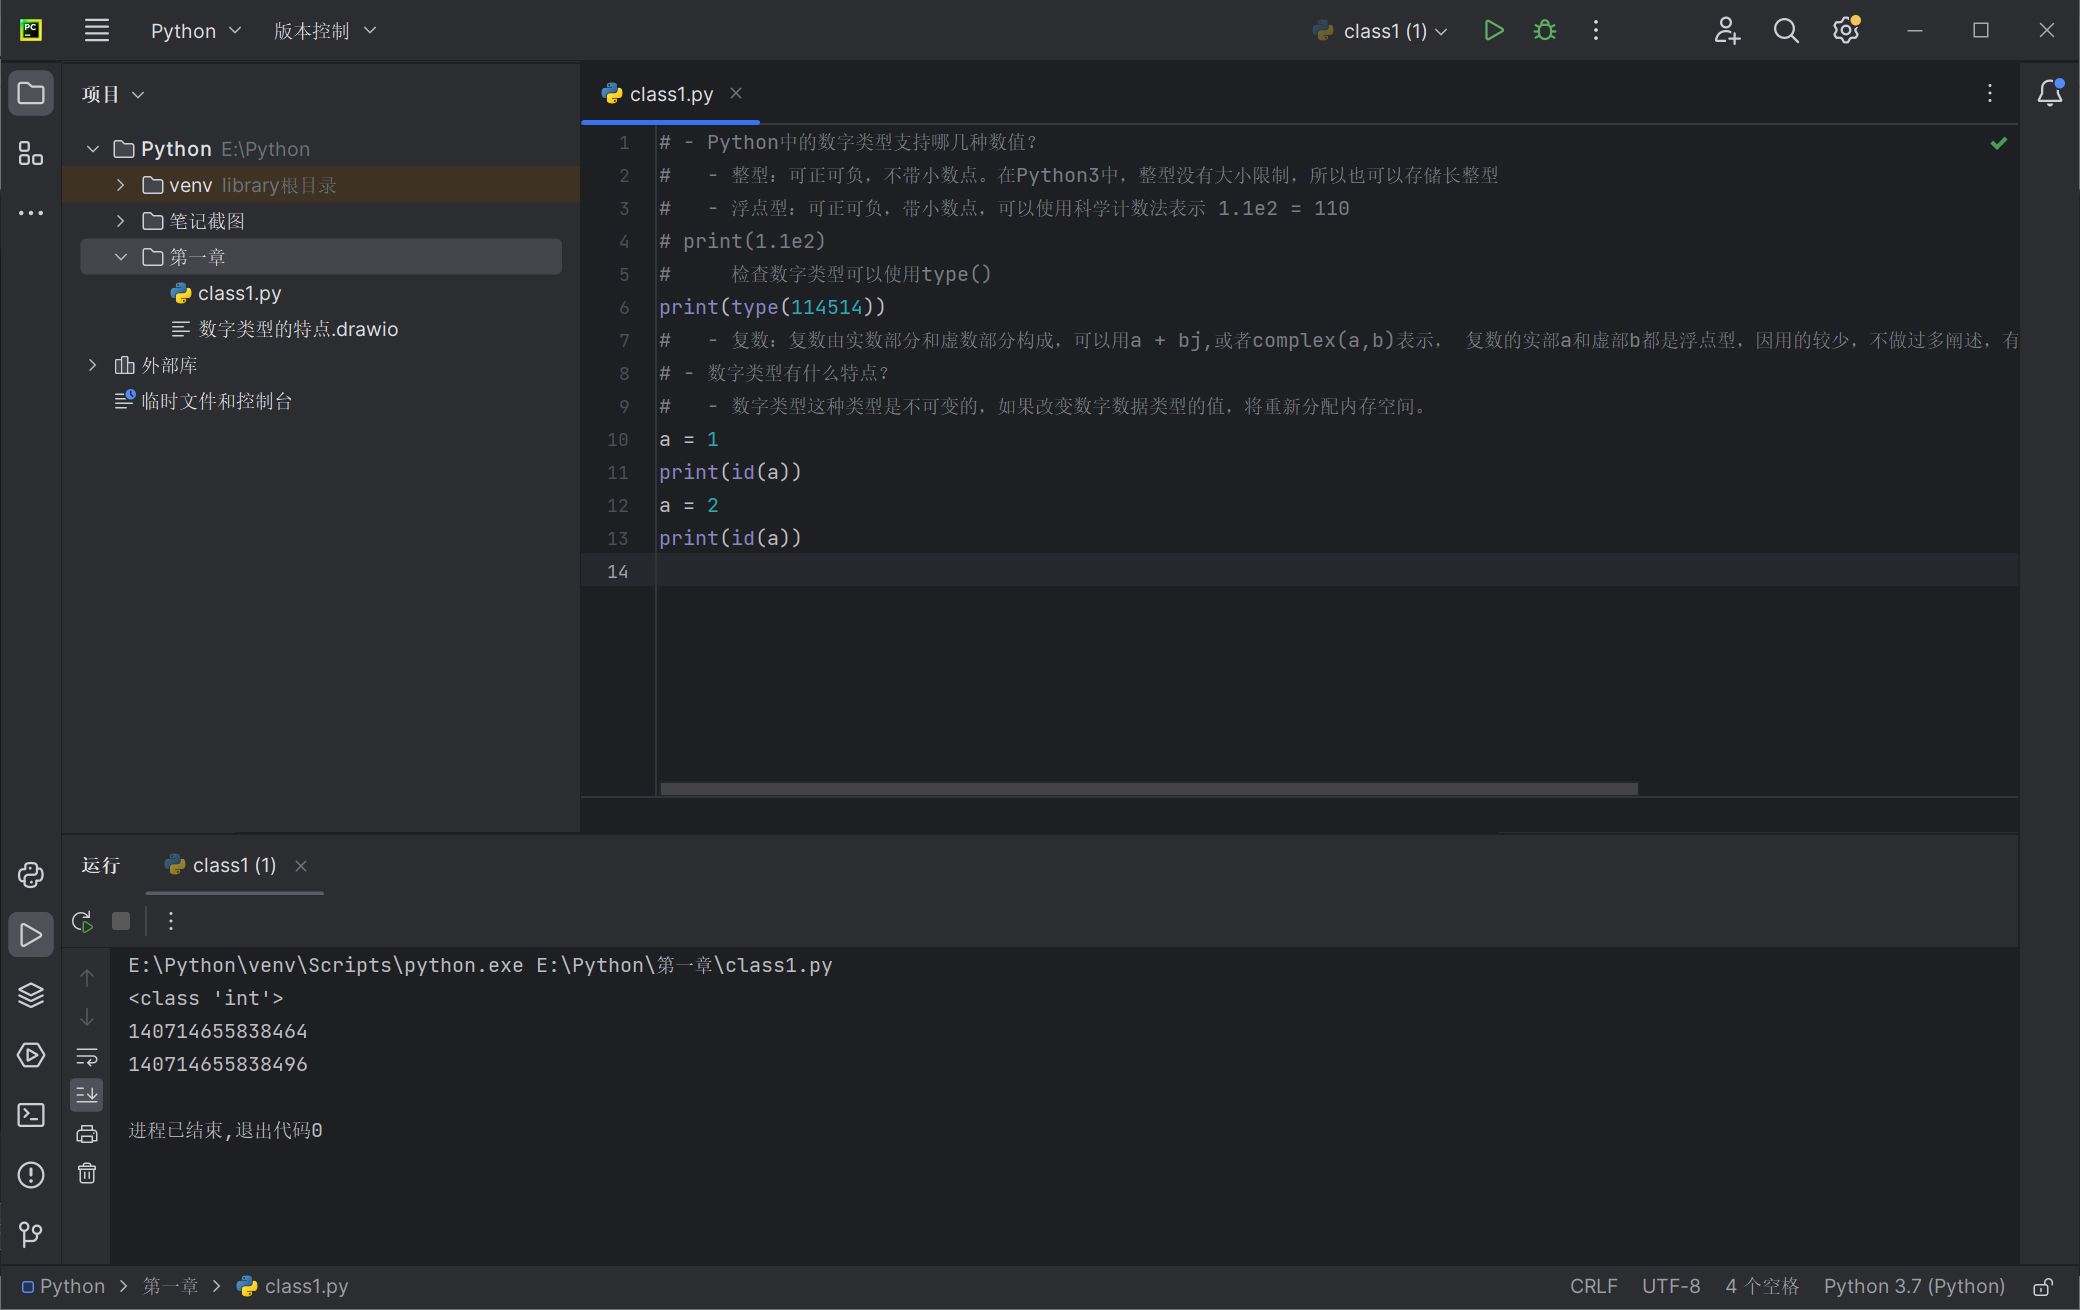 PC
Python
版本控制
class1 (1)
项目
class1.py
Python E:\Python
venv library根目录
笔记截图
第一章
class1.py
数字类型的特点.drawio
外部库
临时文件和控制台
1 # - Python中的数字类型支持哪几种数值？
2 #   - 整型：可正可负，不带小数点。在Python3中，整型没有大小限制，所以也可以存储长整型
3 #   - 浮点型：可正可负，带小数点，可以使用科学计数法表示 1.1e2 = 110
4 # print(1.1e2)
5 #     检查数字类型可以使用type()
6 print(type(114514))
7 #   - 复数：复数由实数部分和虚数部分构成，可以用a + bj,或者complex(a,b)表示， 复数的实部a和虚部b都是浮点型，因用的较少，不做过多阐述，有
8 # - 数字类型有什么特点？
9 #   - 数字类型这种类型是不可变的，如果改变数字数据类型的值，将重新分配内存空间。
10 a = 1
11 print(id(a))
12 a = 2
13 print(id(a))
14
运行
class1 (1)
E:\Python\venv\Scripts\python.exe E:\Python\第一章\class1.py
<class 'int'>
140714655838464
140714655838496
进程已结束,退出代码0
Python > 第一章 > class1.py
CRLF UTF-8 4 个空格 Python 3.7 (Python)